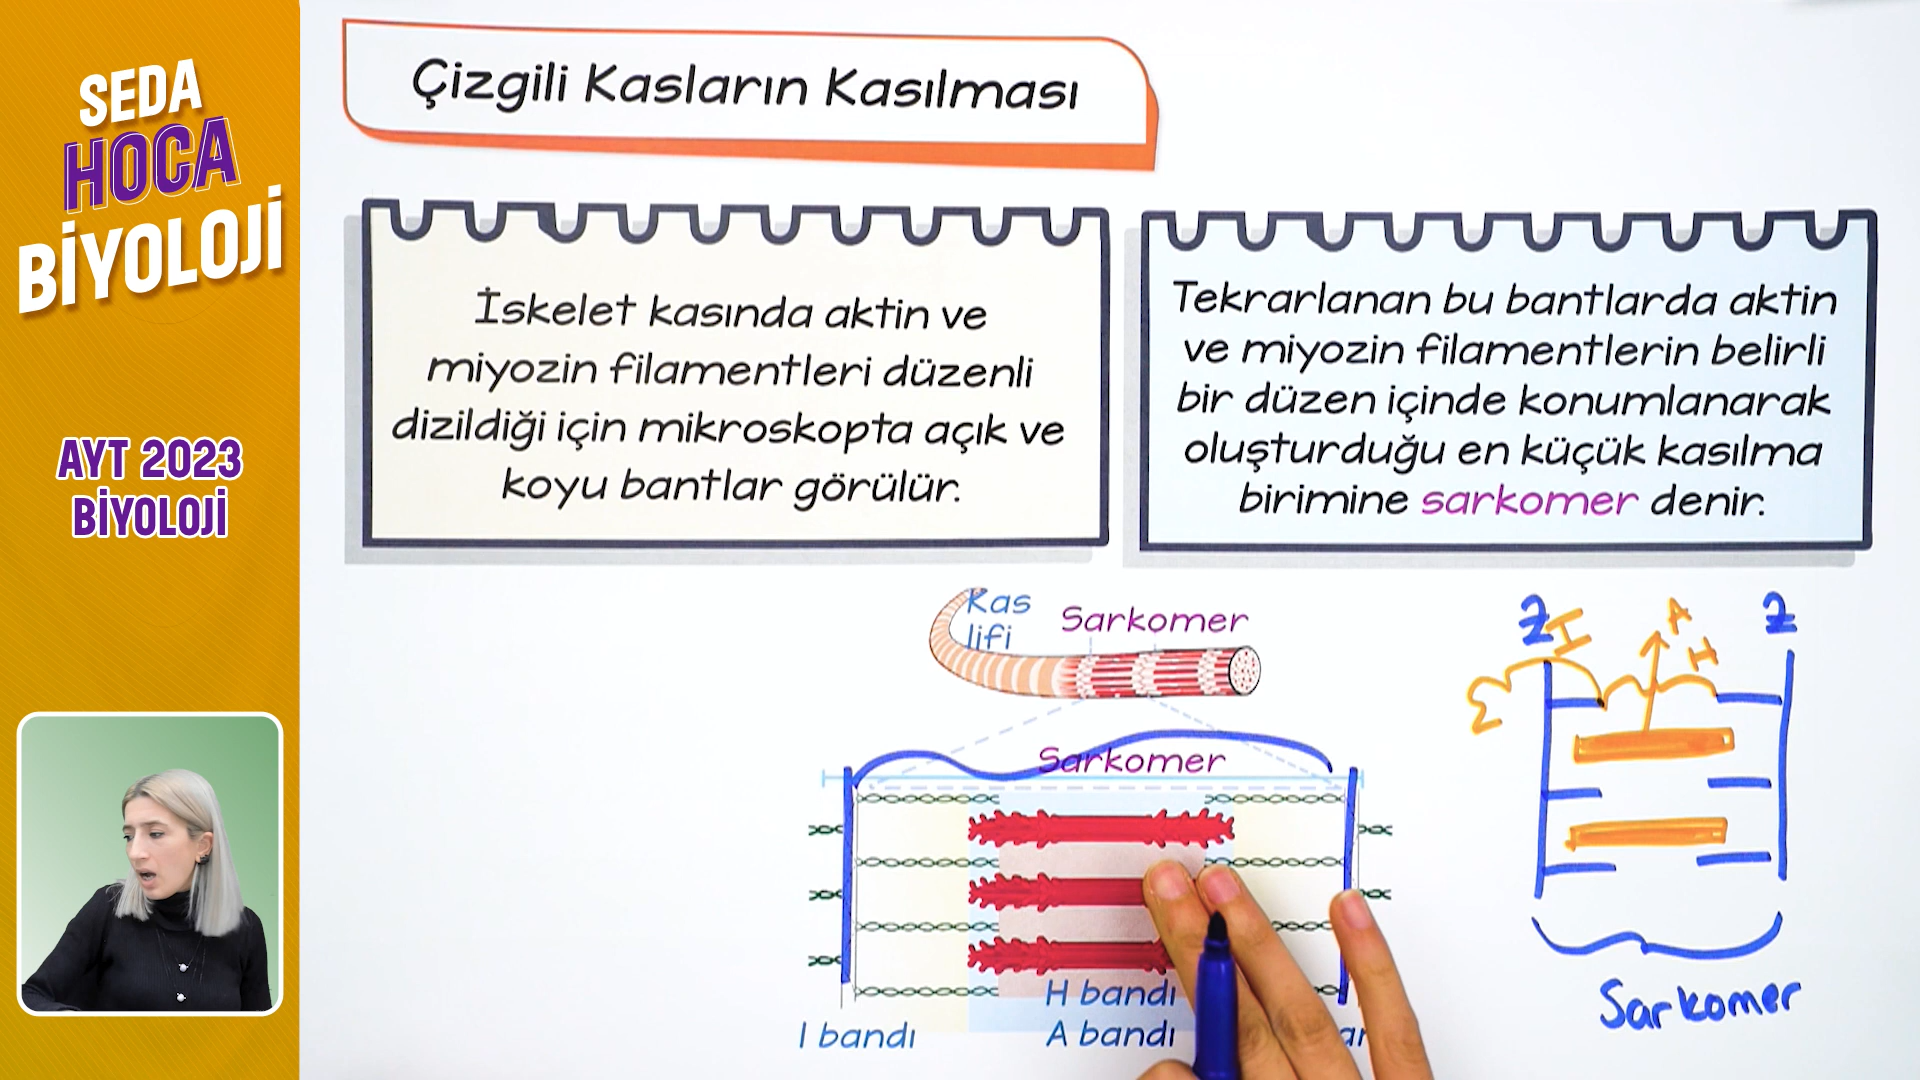 SEDA
HOCA
BİYOLOJİ
AYT 2023
BİYOLOJİ
Çizgili Kasların Kasılması
İskelet kasında aktin ve
miyozin filamentleri düzenli
dizildiği için mikroskopta açık ve
koyu bantlar görülür.
Tekrarlanan bu bantlarda aktin
ve miyozin filamentlerin belirli
bir düzen içinde konumlanarak
oluşturduğu en küçük kasılma
birimine sarkomer denir.
Kas
lifi
Sarkomer
Sarkomer
H bandı
I bandı
A bandı
Z
I
A
H
Z
Sarkomer